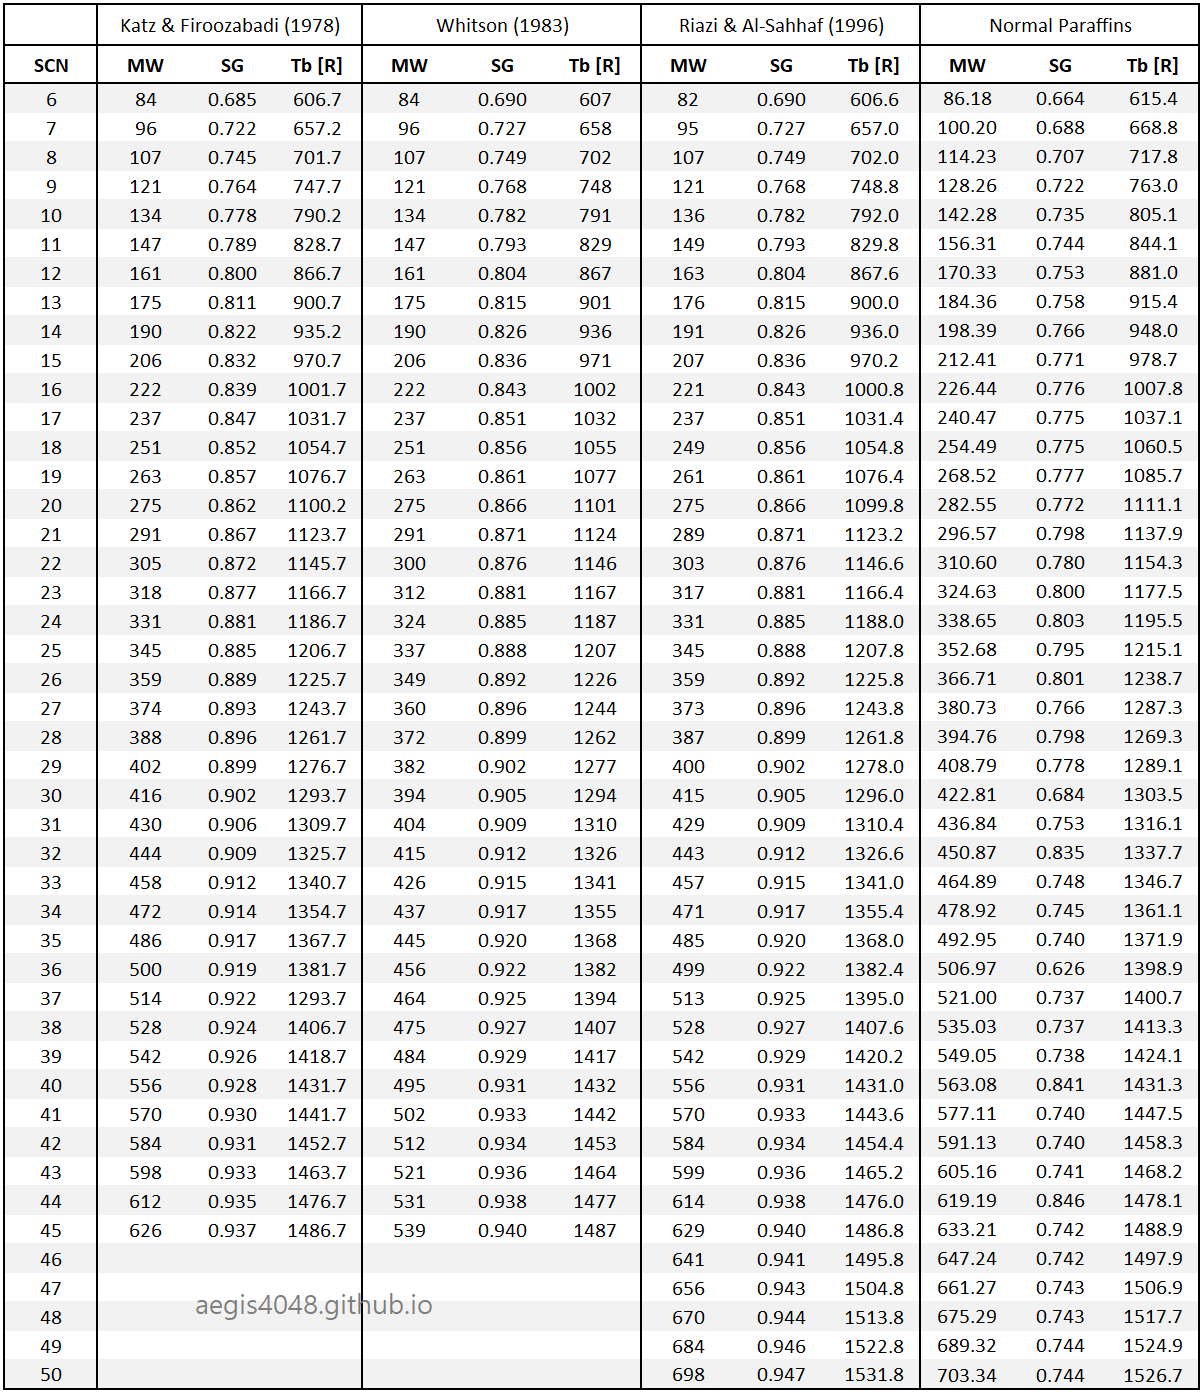 Katz & Firoozabadi (1978) Whitson (1983) Riazi & Al-Sahhaf (1996) Normal Paraffins
SCN MW SG Tb [R] MW SG Tb [R] MW SG Tb [R] MW SG Tb [R]
6 84 0.685 606.7 84 0.690 607 82 0.690 606.6 86.18 0.664 615.4
7 96 0.722 657.2 96 0.727 658 95 0.727 657.0 100.20 0.688 668.8
8 107 0.745 701.7 107 0.749 702 107 0.749 702.0 114.23 0.707 717.8
9 121 0.764 747.7 121 0.768 748 121 0.768 748.8 128.26 0.722 763.0
10 134 0.778 790.2 134 0.782 791 136 0.782 792.0 142.28 0.735 805.1
11 147 0.789 828.7 147 0.793 829 149 0.793 829.8 156.31 0.744 844.1
12 161 0.800 866.7 161 0.804 867 163 0.804 867.6 170.33 0.753 881.0
13 175 0.811 900.7 175 0.815 901 176 0.815 900.0 184.36 0.758 915.4
14 190 0.822 935.2 190 0.826 936 191 0.826 936.0 198.39 0.766 948.0
15 206 0.832 970.7 206 0.836 971 207 0.836 970.2 212.41 0.771 978.7
16 222 0.839 1001.7 222 0.843 1002 221 0.843 1000.8 226.44 0.776 1007.8
17 237 0.847 1031.7 237 0.851 1032 237 0.851 1031.4 240.47 0.775 1037.1
18 251 0.852 1054.7 251 0.856 1055 249 0.856 1054.8 254.49 0.775 1060.5
19 263 0.857 1076.7 263 0.861 1077 261 0.861 1076.4 268.52 0.777 1085.7
20 275 0.862 1100.2 275 0.866 1101 275 0.866 1099.8 282.55 0.772 1111.1
21 291 0.867 1123.7 291 0.871 1124 289 0.871 1123.2 296.57 0.798 1137.9
22 305 0.872 1145.7 300 0.876 1146 303 0.876 1146.6 310.60 0.780 1154.3
23 318 0.877 1166.7 312 0.881 1167 317 0.881 1166.4 324.63 0.800 1177.5
24 331 0.881 1186.7 324 0.885 1187 331 0.885 1188.0 338.65 0.803 1195.5
25 345 0.885 1206.7 337 0.888 1207 345 0.888 1207.8 352.68 0.795 1215.1
26 359 0.889 1225.7 349 0.892 1226 359 0.892 1225.8 366.71 0.801 1238.7
27 374 0.893 1243.7 360 0.896 1244 373 0.896 1243.8 380.73 0.766 1287.3
28 388 0.896 1261.7 372 0.899 1262 387 0.899 1261.8 394.76 0.798 1269.3
29 402 0.899 1276.7 382 0.902 1277 400 0.902 1278.0 408.79 0.778 1289.1
30 416 0.902 1293.7 394 0.905 1294 415 0.905 1296.0 422.81 0.684 1303.5
31 430 0.906 1309.7 404 0.909 1310 429 0.909 1310.4 436.84 0.753 1316.1
32 444 0.909 1325.7 415 0.912 1326 443 0.912 1326.6 450.87 0.835 1337.7
33 458 0.912 1340.7 426 0.915 1341 457 0.915 1341.0 464.89 0.748 1346.7
34 472 0.914 1354.7 437 0.917 1355 471 0.917 1355.4 478.92 0.745 1361.1
35 486 0.917 1367.7 445 0.920 1368 485 0.920 1368.0 492.95 0.740 1371.9
36 500 0.919 1381.7 456 0.922 1382 499 0.922 1382.4 506.97 0.626 1398.9
37 514 0.922 1293.7 464 0.925 1394 513 0.925 1395.0 521.00 0.737 1400.7
38 528 0.924 1406.7 475 0.927 1407 528 0.927 1407.6 535.03 0.737 1413.3
39 542 0.926 1418.7 484 0.929 1417 542 0.929 1420.2 549.05 0.738 1424.1
40 556 0.928 1431.7 495 0.931 1432 556 0.931 1431.0 563.08 0.841 1431.3
41 570 0.930 1441.7 502 0.933 1442 570 0.933 1443.6 577.11 0.740 1447.5
42 584 0.931 1452.7 512 0.934 1453 584 0.934 1454.4 591.13 0.740 1458.3
43 598 0.933 1463.7 521 0.936 1464 599 0.936 1465.2 605.16 0.741 1468.2
44 612 0.935 1476.7 531 0.938 1477 614 0.938 1476.0 619.19 0.846 1478.1
45 626 0.937 1486.7 539 0.940 1487 629 0.940 1486.8 633.21 0.742 1488.9
46 641 0.941 1495.8 647.24 0.742 1497.9
47 656 0.943 1504.8 661.27 0.743 1506.9
aegis4048.github.io
48 670 0.944 1513.8 675.29 0.743 1517.7
49 684 0.946 1522.8 689.32 0.744 1524.9
50 698 0.947 1531.8 703.34 0.744 1526.7